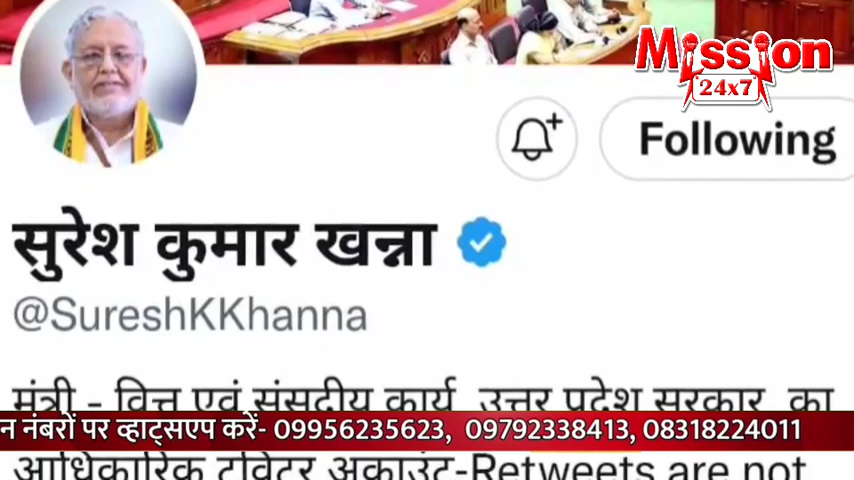 Mission
24x7
Following
सुरेश कुमार खन्ना
@SureshKKhanna
मंत्री - वित्त एवं संसदीय कार्य, उत्तर प्रदेश सरकार, का
न नंबरों पर व्हाट्सएप करें- 09956235623, 09792338413, 08318224011
आधिकारिक ट्विटर अकाउंट-Retweets are not